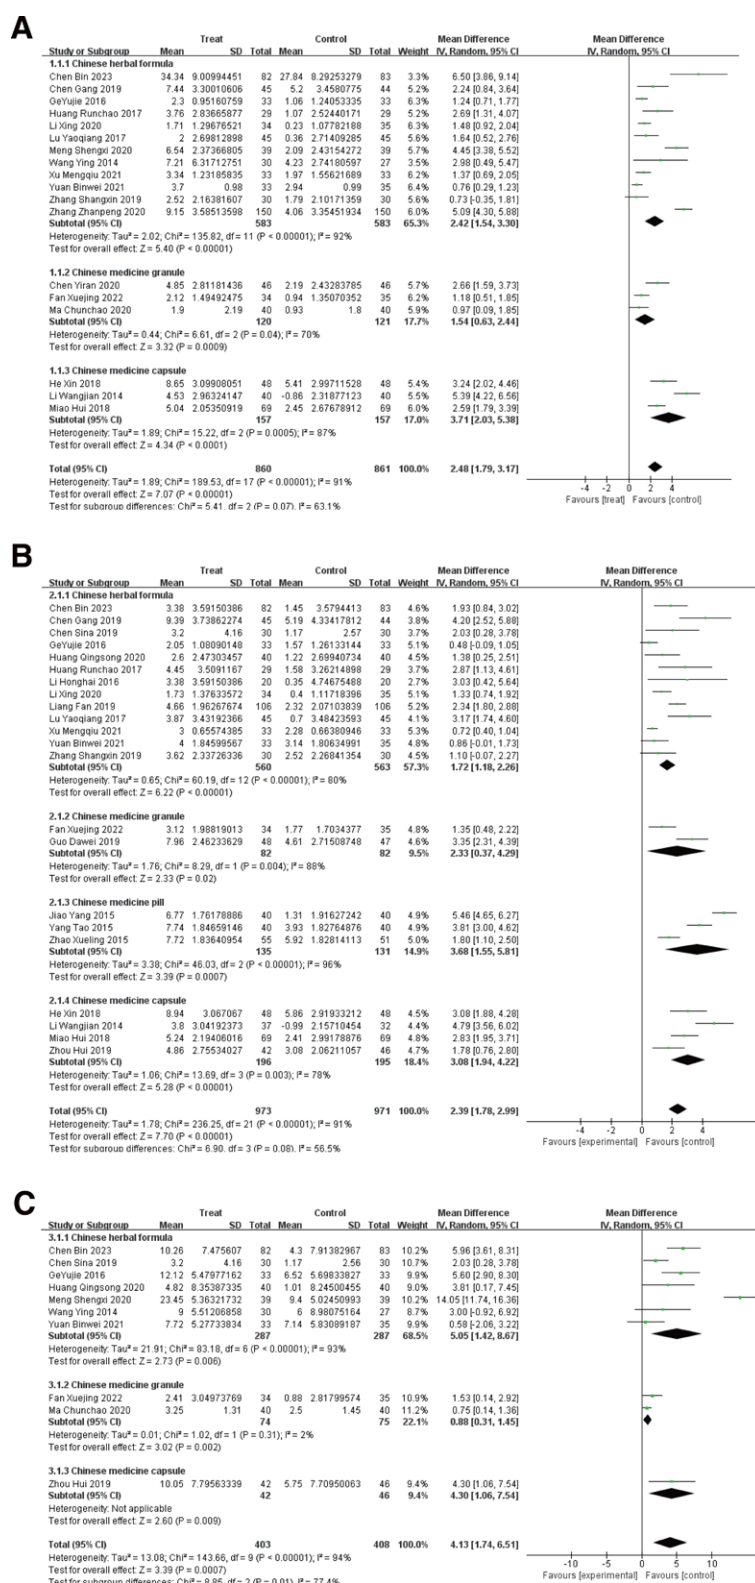 A
Treat Control Mean Difference Mean Difference
Study or Subgroup Mean SD Total Mean SD Total Weight IV, Random, 95% CI IV, Random, 95% CI
1.1.1 Chinese herbal formula
Chen Bin 2023 34.34 9.00994451 82 27.84 8.29253279 83 3.3% 6.50 [3.86, 9.14]
Chen Gang 2019 7.44 3.30010606 45 5.2 3.4580775 44 5.2% 2.24 [0.84, 3.64]
GeYujie 2016 2.3 0.95160759 33 1.06 1.24053335 33 6.2% 1.24 [0.71, 1.77]
Huang Runchao 2017 3.76 2.83665877 29 1.07 2.52440171 29 5.2% 2.69 [1.31, 4.07]
Li Xing 2020 1.71 1.29676521 34 0.23 1.07782188 35 6.2% 1.48 [0.92, 2.04]
Lu Yaoqiang 2017 2 2.69812898 45 0.36 2.71409285 45 5.6% 1.64 [0.52, 2.76]
Meng Shengxi 2020 6.54 2.37366805 39 2.09 2.43154272 39 5.7% 4.45 [3.38, 5.52]
Wang Ying 2014 7.21 6.31712751 30 4.23 2.74180597 27 3.5% 2.98 [0.49, 5.47]
Xu Mengqiu 2021 3.34 1.23185835 33 1.97 1.55621689 33 6.1% 1.37 [0.69, 2.05]
Yuan Binwei 2021 3.7 0.98 33 2.94 0.99 35 6.2% 0.76 [0.29, 1.23]
Zhang Shangxin 2019 2.52 2.16381607 30 1.79 2.10171359 30 5.7% 0.73 [-0.35, 1.81]
Zhang Zhanpeng 2020 9.15 3.58513598 150 4.06 3.35451934 150 6.0% 5.09 [4.30, 5.88]
Subtotal (95% CI) 583 583 65.3% 2.42 [1.54, 3.30]
Heterogeneity: Tau² = 2.02; Chi² = 135.82, df = 11 (P < 0.00001); I² = 92%
Test for overall effect: Z = 5.40 (P < 0.00001)
1.1.2 Chinese medicine granule
Chen Yiran 2020 4.85 2.81181436 46 2.19 2.43283785 46 5.7% 2.66 [1.59, 3.73]
Fan Xuejing 2022 2.12 1.49492475 34 0.94 1.35070352 35 6.1% 1.18 [0.51, 1.85]
Ma Chunchao 2020 1.9 2.19 40 0.93 1.8 40 5.9% 0.97 [0.09, 1.85]
Subtotal (95% CI) 120 121 17.7% 1.54 [0.63, 2.44]
Heterogeneity: Tau² = 0.44; Chi² = 6.61, df = 2 (P = 0.04); I² = 70%
Test for overall effect: Z = 3.32 (P = 0.0009)
1.1.3 Chinese medicine capsule
He Xin 2018 8.65 3.09908051 48 5.41 2.99711528 48 5.4% 3.24 [2.02, 4.46]
Li Wangjian 2014 4.53 2.96324147 40 -0.86 2.31877123 40 5.6% 5.39 [4.22, 6.56]
Miao Hui 2018 5.04 2.05350919 69 2.45 2.67678912 69 6.0% 2.59 [1.79, 3.39]
Subtotal (95% CI) 157 157 17.0% 3.71 [2.03, 5.38]
Heterogeneity: Tau² = 1.89; Chi² = 15.22, df = 2 (P = 0.0005); I² = 87%
Test for overall effect: Z = 4.34 (P < 0.0001)
Total (95% CI) 860 861 100.0% 2.48 [1.79, 3.17]
Heterogeneity: Tau² = 1.89; Chi² = 189.53, df = 17 (P < 0.00001); I² = 91%
Test for overall effect: Z = 7.07 (P < 0.00001)
Test for subgroup differences: Chi² = 5.41, df = 2 (P = 0.07), I² = 63.1%
-4 -2 0 2 4
Favours [treat] Favours [control]
B
Treat Control Mean Difference Mean Difference
Study or Subgroup Mean SD Total Mean SD Total Weight IV, Random, 95% CI IV, Random, 95% CI
2.1.1 Chinese herbal formula
Chen Bin 2023 3.38 3.59150386 82 1.45 3.5794413 83 4.6% 1.93 [0.84, 3.02]
Chen Gang 2019 9.39 3.73862274 45 5.19 4.33417812 44 3.8% 4.20 [2.52, 5.88]
Chen Sina 2019 3.2 4.16 30 1.17 2.57 30 3.7% 2.03 [0.28, 3.78]
GeYujie 2016 2.05 1.08090148 33 1.57 1.26133144 33 5.0% 0.48 [-0.09, 1.05]
Huang Qingsong 2020 2.6 2.47303457 40 1.22 2.69940734 40 4.5% 1.38 [0.25, 2.51]
Huang Runchao 2017 4.45 3.5091167 29 1.58 3.26214898 29 3.7% 2.87 [1.13, 4.61]
Li Honghai 2016 3.38 3.59150386 20 0.35 4.74675488 20 2.6% 3.03 [0.42, 5.64]
Li Xing 2020 1.73 1.37633572 34 0.4 1.11718396 35 5.0% 1.33 [0.74, 1.92]
Liang Fan 2019 4.66 1.96267674 106 2.32 2.07103839 106 5.0% 2.34 [1.80, 2.88]
Lu Yaoqiang 2017 3.87 3.43192366 45 0.7 3.48423593 45 4.1% 3.17 [1.74, 4.60]
Xu Mengqiu 2021 3 0.65574385 33 2.28 0.66380946 33 5.1% 0.72 [0.40, 1.04]
Yuan Binwei 2021 4 1.84599567 33 3.14 1.80634991 35 4.8% 0.86 [-0.01, 1.73]
Zhang Shangxin 2019 3.62 2.33726336 30 2.52 2.26841354 30 4.5% 1.10 [-0.07, 2.27]
Subtotal (95% CI) 560 563 57.3% 1.72 [1.18, 2.26]
Heterogeneity: Tau² = 0.65; Chi² = 60.19, df = 12 (P < 0.00001); I² = 80%
Test for overall effect: Z = 6.22 (P < 0.00001)
2.1.2 Chinese medicine granule
Fan Xuejing 2022 3.12 1.98819013 34 1.77 1.7034377 35 4.8% 1.35 [0.48, 2.22]
Guo Dawei 2019 7.96 2.46233629 48 4.61 2.71508748 47 4.6% 3.35 [2.31, 4.39]
Subtotal (95% CI) 82 82 9.5% 2.33 [0.37, 4.29]
Heterogeneity: Tau² = 1.76; Chi² = 8.29, df = 1 (P = 0.004); I² = 88%
Test for overall effect: Z = 2.33 (P = 0.02)
2.1.3 Chinese medicine pill
Jiao Yang 2015 6.77 1.76178886 40 1.31 1.91627242 40 4.9% 5.46 [4.65, 6.27]
Yang Tao 2015 7.74 1.84659146 40 3.93 1.82764876 40 4.9% 3.81 [3.00, 4.62]
Zhao Xueling 2015 7.72 1.83640954 55 5.92 1.82814113 51 5.0% 1.80 [1.10, 2.50]
Subtotal (95% CI) 135 131 14.9% 3.68 [1.55, 5.81]
Heterogeneity: Tau² = 3.38; Chi² = 46.03, df = 2 (P < 0.00001); I² = 96%
Test for overall effect: Z = 3.39 (P = 0.0007)
2.1.4 Chinese medicine capsule
He Xin 2018 8.94 3.067067 48 5.86 2.91933212 48 4.5% 3.08 [1.88, 4.28]
Li Wangjian 2014 3.8 3.04192373 37 -0.99 2.15710454 32 4.4% 4.79 [3.56, 6.02]
Miao Hui 2018 5.24 2.19406016 69 2.41 2.99178876 69 4.8% 2.83 [1.95, 3.71]
Zhou Hui 2019 4.86 2.75534027 42 3.08 2.06211057 46 4.7% 1.78 [0.76, 2.80]
Subtotal (95% CI) 196 195 18.4% 3.08 [1.94, 4.22]
Heterogeneity: Tau² = 1.06; Chi² = 13.69, df = 3 (P = 0.003); I² = 78%
Test for overall effect: Z = 5.28 (P < 0.00001)
Total (95% CI) 973 971 100.0% 2.39 [1.78, 2.99]
Heterogeneity: Tau² = 1.78; Chi² = 236.25, df = 21 (P < 0.00001); I² = 91%
Test for overall effect: Z = 7.70 (P < 0.00001)
Test for subgroup differences: Chi² = 6.90, df = 3 (P = 0.08), I² = 56.5%
-4 -2 0 2 4
Favours [experimental] Favours [control]
C
Treat Control Mean Difference Mean Difference
Study or Subgroup Mean SD Total Mean SD Total Weight IV, Random, 95% CI IV, Random, 95% CI
3.1.1 Chinese herbal formula
Chen Bin 2023 10.26 7.475607 82 4.3 7.91382967 83 10.2% 5.96 [3.61, 8.31]
Chen Sina 2019 3.2 4.16 30 1.17 2.56 30 10.7% 2.03 [0.28, 3.78]
GeYujie 2016 12.12 5.47977162 33 6.52 5.69833827 33 9.9% 5.60 [2.90, 8.30]
Huang Qingsong 2020 4.82 8.35387335 40 1.01 8.24500455 40 8.9% 3.81 [0.17, 7.45]
Meng Shengxi 2020 23.45 5.36321732 39 9.4 5.02450993 39 10.2% 14.05 [11.74, 16.36]
Wang Ying 2014 9 5.51206858 30 6 8.98075164 27 8.7% 3.00 [-0.92, 6.92]
Yuan Binwei 2021 7.72 5.27733834 33 7.14 5.83089187 35 9.9% 0.58 [-2.06, 3.22]
Subtotal (95% CI) 287 287 68.5% 5.05 [1.42, 8.67]
Heterogeneity: Tau² = 21.91; Chi² = 83.18, df = 6 (P < 0.00001); I² = 93%
Test for overall effect: Z = 2.73 (P = 0.006)
3.1.2 Chinese medicine granule
Fan Xuejing 2022 2.41 3.04973769 34 0.88 2.81799574 35 10.9% 1.53 [0.14, 2.92]
Ma Chunchao 2020 3.25 1.31 40 2.5 1.45 40 11.2% 0.75 [0.14, 1.36]
Subtotal (95% CI) 74 75 22.1% 0.88 [0.31, 1.45]
Heterogeneity: Tau² = 0.01; Chi² = 1.02, df = 1 (P = 0.31); I² = 2%
Test for overall effect: Z = 3.02 (P = 0.002)
3.1.3 Chinese medicine capsule
Zhou Hui 2019 10.05 7.79563339 42 5.75 7.70950063 46 9.4% 4.30 [1.06, 7.54]
Subtotal (95% CI) 42 46 9.4% 4.30 [1.06, 7.54]
Heterogeneity: Not applicable
Test for overall effect: Z = 2.60 (P = 0.009)
Total (95% CI) 403 408 100.0% 4.13 [1.74, 6.51]
Heterogeneity: Tau² = 13.08; Chi² = 143.66, df = 9 (P < 0.00001); I² = 94%
Test for overall effect: Z = 3.39 (P = 0.0007)
Test for subgroup differences: Chi² = 8.85, df = 2 (P = 0.01), I² = 77.4%
-10 -5 0 5 10
Favours [experimental] Favours [control]